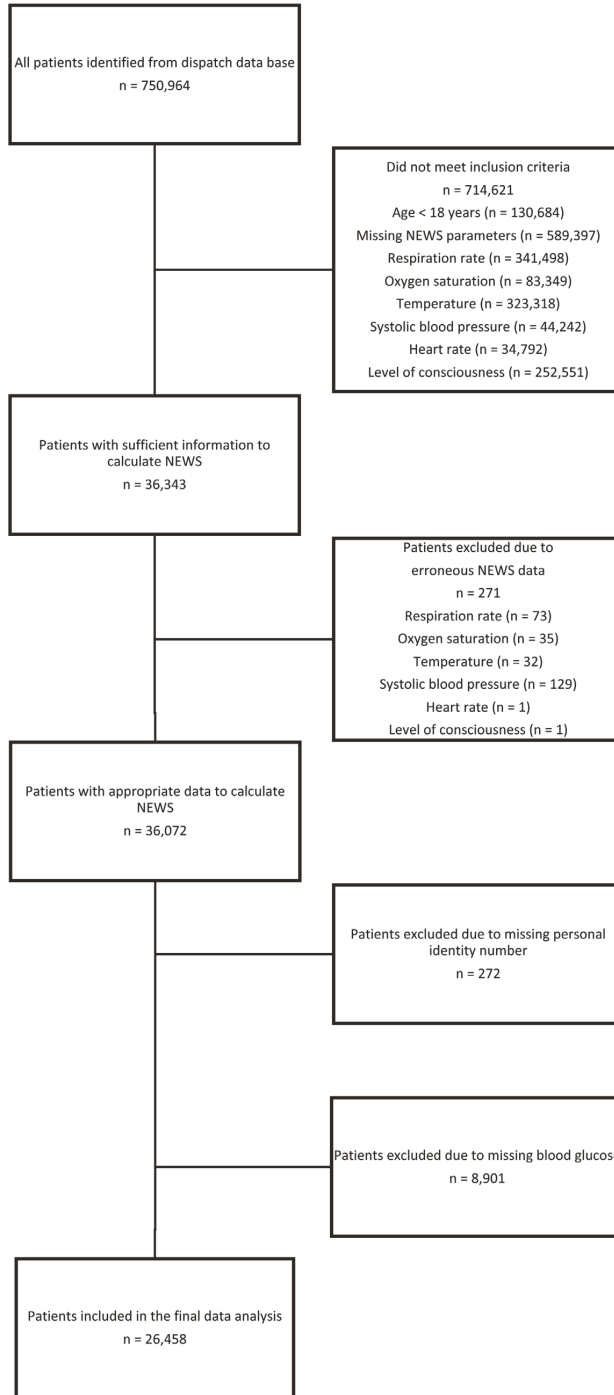 All patients identified from dispatch data base
n = 750,964
Did not meet inclusion criteria
n = 714,621
Age < 18 years (n = 130,684)
Missing NEWS parameters (n = 589,397)
Respiration rate (n = 341,498)
Oxygen saturation (n = 83,349)
Temperature (n = 323,318)
Systolic blood pressure (n = 44,242)
Heart rate (n = 34,792)
Level of consciousness (n = 252,551)
Patients with sufficient information to
calculate NEWS
n = 36,343
Patients excluded due to
erroneous NEWS data
n = 271
Respiration rate (n = 73)
Oxygen saturation (n = 35)
Temperature (n = 32)
Systolic blood pressure (n = 129)
Heart rate (n = 1)
Level of consciousness (n = 1)
Patients with appropriate data to calculate
NEWS
n = 36,072
Patients excluded due to missing personal
identity number
n = 272
Patients excluded due to missing blood glucose
n = 8,901
Patients included in the final data analysis
n = 26,458